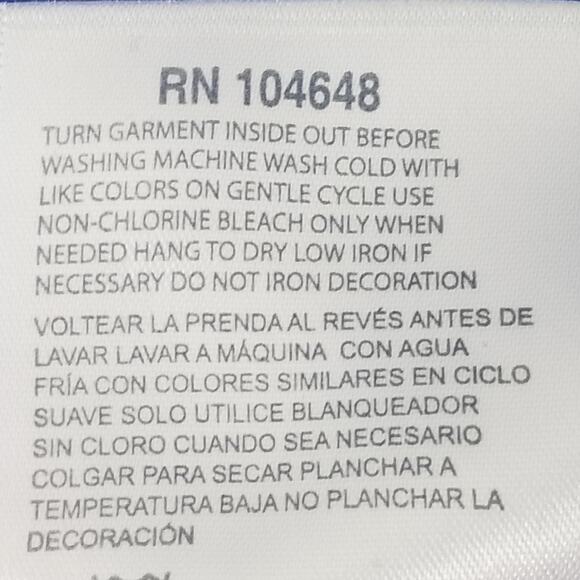 RN 104648
TURN GARMENT INSIDE OUT BEFORE
WASHING MACHINE WASH COLD WITH
LIKE COLORS ON GENTLE CYCLE USE
NON-CHLORINE BLEACH ONLY WHEN
NEEDED HANG TO DRY LOW IRON IF
NECESSARY DO NOT IRON DECORATION
VOLTEAR LA PRENDA AL REVÉS ANTES DE
LAVAR LAVAR A MÁQUINA CON AGUA
FRÍA CON COLORES SIMILARES EN CICLO
SUAVE SOLO UTILICE BLANQUEADOR
SIN CLORO CUANDO SEA NECESARIO
COLGAR PARA SECAR PLANCHAR A
TEMPERATURA BAJA NO PLANCHAR LA
DECORACIÓN